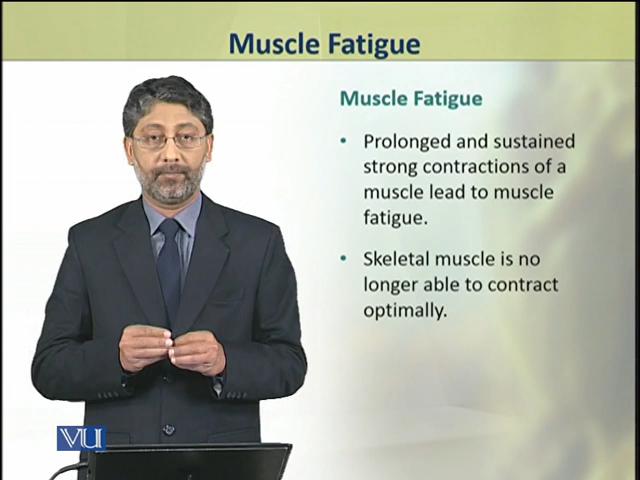 Muscle Fatigue
Muscle Fatigue
• Prolonged and sustained
strong contractions of a
muscle lead to muscle
fatigue.
• Skeletal muscle is no
longer able to contract
optimally.
VU